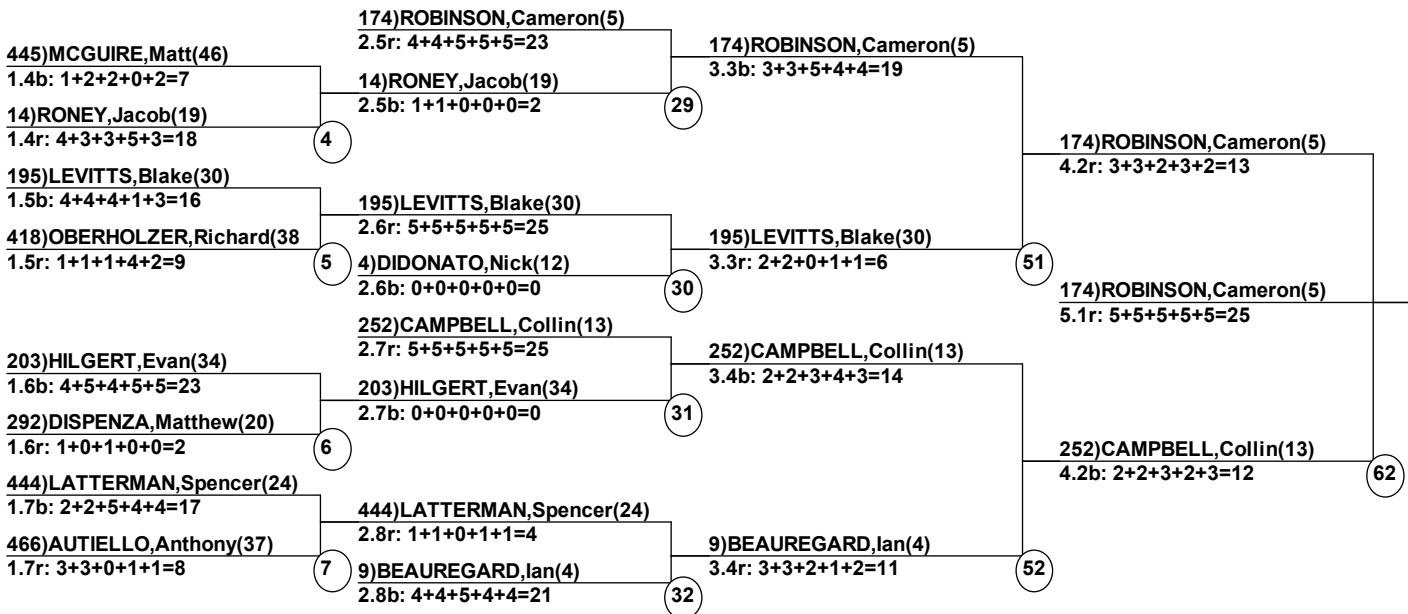 174)ROBINSON,Cameron(5)
2.5r: 4+4+5+5+5=23
445)MCGUIRE,Matt(46)
1.4b: 1+2+2+0+2=7
14)RONEY,Jacob(19)
1.4r: 4+3+3+5+3=18
4
14)RONEY,Jacob(19)
2.5b: 1+1+0+0+0=2
29
174)ROBINSON,Cameron(5)
3.3b: 3+3+5+4+4=19
195)LEVITTS,Blake(30)
1.5b: 4+4+4+1+3=16
418)OBERHOLZER,Richard(38
1.5r: 1+1+1+4+2=9
5
195)LEVITTS,Blake(30)
2.6r: 5+5+5+5+5=25
4)DIDONATO,Nick(12)
2.6b: 0+0+0+0+0=0
30
195)LEVITTS,Blake(30)
3.3r: 2+2+0+1+1=6
51
174)ROBINSON,Cameron(5)
4.2r: 3+3+2+3+2=13
174)ROBINSON,Cameron(5)
5.1r: 5+5+5+5+5=25
252)CAMPBELL,Collin(13)
2.7r: 5+5+5+5+5=25
203)HILGERT,Evan(34)
1.6b: 4+5+4+5+5=23
292)DISPENZA,Matthew(20)
1.6r: 1+0+1+0+0=2
6
203)HILGERT,Evan(34)
2.7b: 0+0+0+0+0=0
31
252)CAMPBELL,Collin(13)
3.4b: 2+2+3+4+3=14
444)LATTERMAN,Spencer(24)
1.7b: 2+2+5+4+4=17
466)AUTIELLO,Anthony(37)
1.7r: 3+3+0+1+1=8
7
444)LATTERMAN,Spencer(24)
2.8r: 1+1+0+1+1=4
9)BEAUREGARD,Ian(4)
2.8b: 4+4+5+4+4=21
32
9)BEAUREGARD,Ian(4)
3.4r: 3+3+2+1+2=11
52
252)CAMPBELL,Collin(13)
4.2b: 2+2+3+2+3=12
62